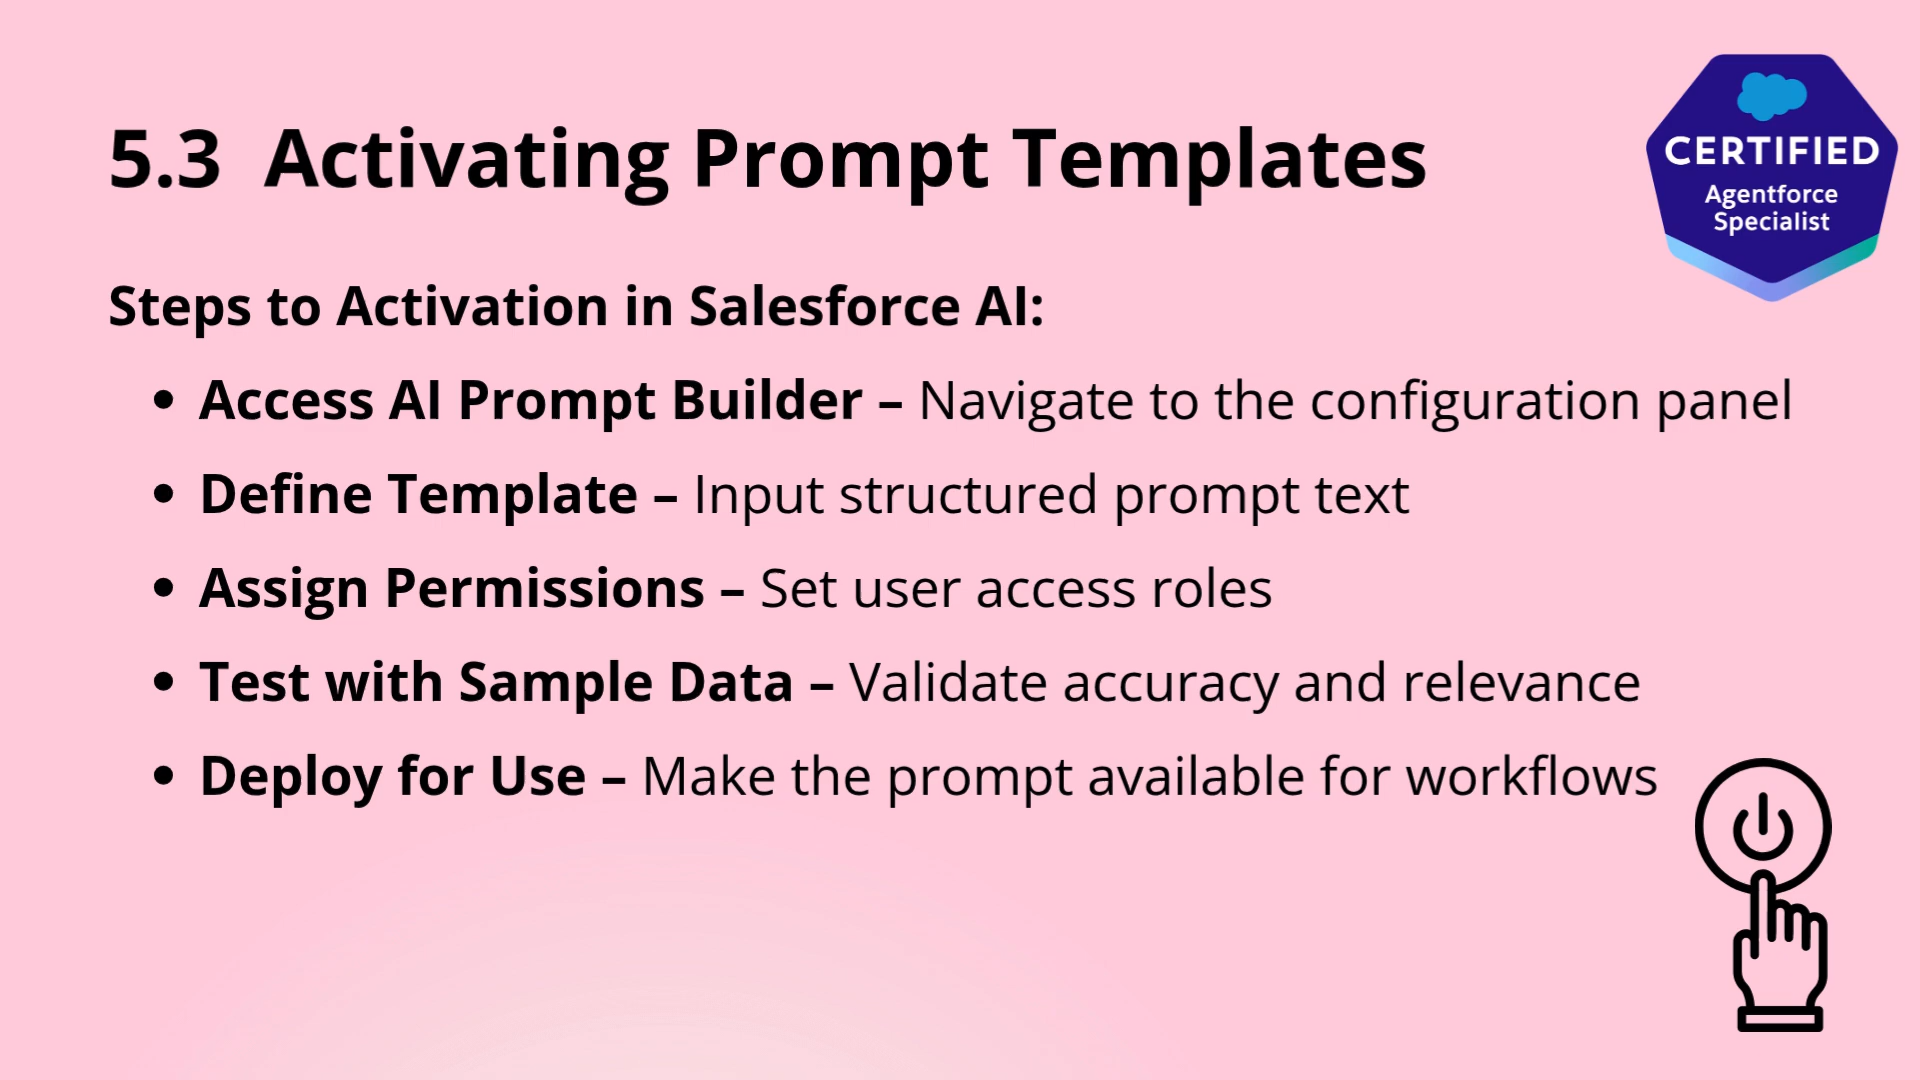 5.3 Activating Prompt Templates
CERTIFIED
Agentforce
Specialist
Steps to Activation in Salesforce AI:
• Access AI Prompt Builder – Navigate to the configuration panel
• Define Template – Input structured prompt text
• Assign Permissions – Set user access roles
• Test with Sample Data – Validate accuracy and relevance
• Deploy for Use – Make the prompt available for workflows